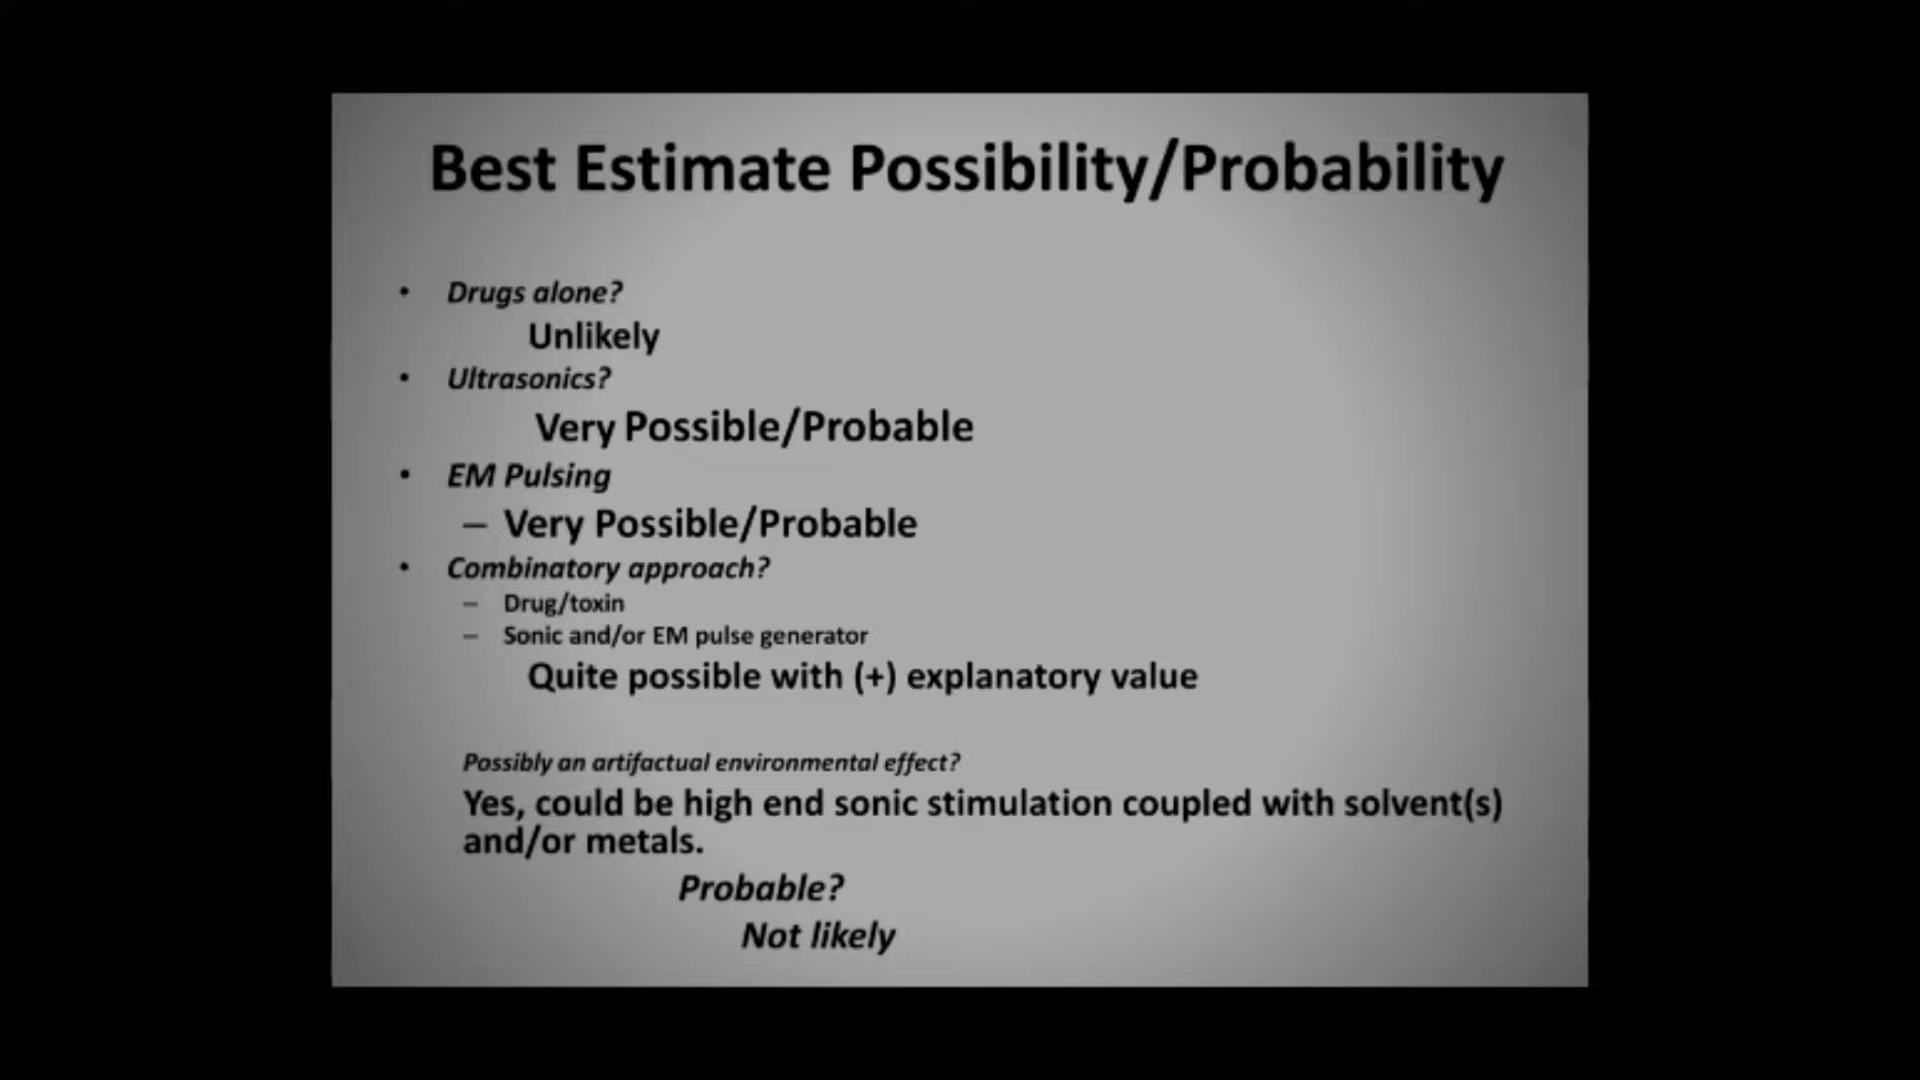 Best Estimate Possibility/Probability
• Drugs alone?
Unlikely
• Ultrasonics?
Very Possible/Probable
• EM Pulsing
– Very Possible/Probable
• Combinatory approach?
– Drug/toxin
– Sonic and/or EM pulse generator
Quite possible with (+) explanatory value
Possibly an artifactual environmental effect?
Yes, could be high end sonic stimulation coupled with solvent(s)
and/or metals.
Probable?
Not likely